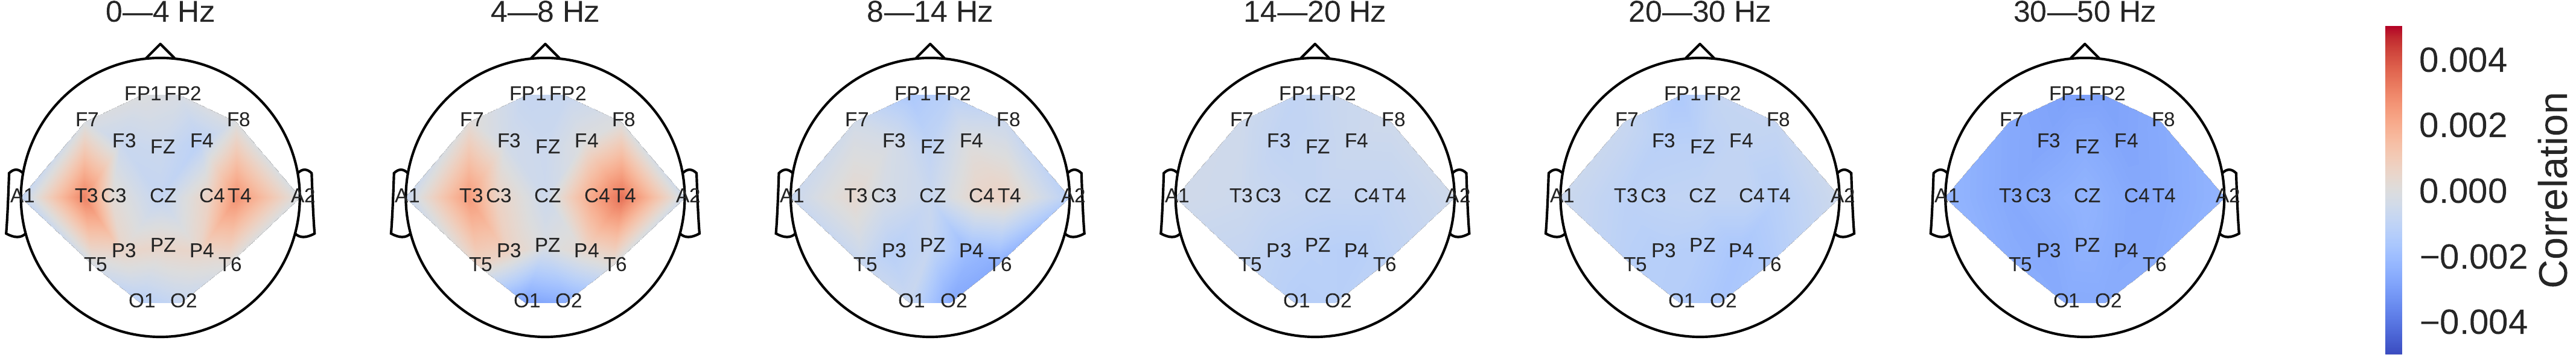 0—4 Hz
4—8 Hz
8—14 Hz
14—20 Hz
20—30 Hz
30—50 Hz
FP1 FP2
F7 F8
F3 FZ F4
A1 T3 C3 CZ C4 T4 A2
P3 PZ P4
T5 T6
O1 O2
FP1 FP2
F7 F8
F3 FZ F4
A1 T3 C3 CZ C4 T4 A2
P3 PZ P4
T5 T6
O1 O2
FP1 FP2
F7 F8
F3 FZ F4
A1 T3 C3 CZ C4 T4 A2
P3 PZ P4
T5 T6
O1 O2
FP1 FP2
F7 F8
F3 FZ F4
A1 T3 C3 CZ C4 T4 A2
P3 PZ P4
T5 T6
O1 O2
FP1 FP2
F7 F8
F3 FZ F4
A1 T3 C3 CZ C4 T4 A2
P3 PZ P4
T5 T6
O1 O2
FP1 FP2
F7 F8
F3 FZ F4
A1 T3 C3 CZ C4 T4 A2
P3 PZ P4
T5 T6
O1 O2
0.004
0.002
0.000
−0.002
−0.004
Correlation